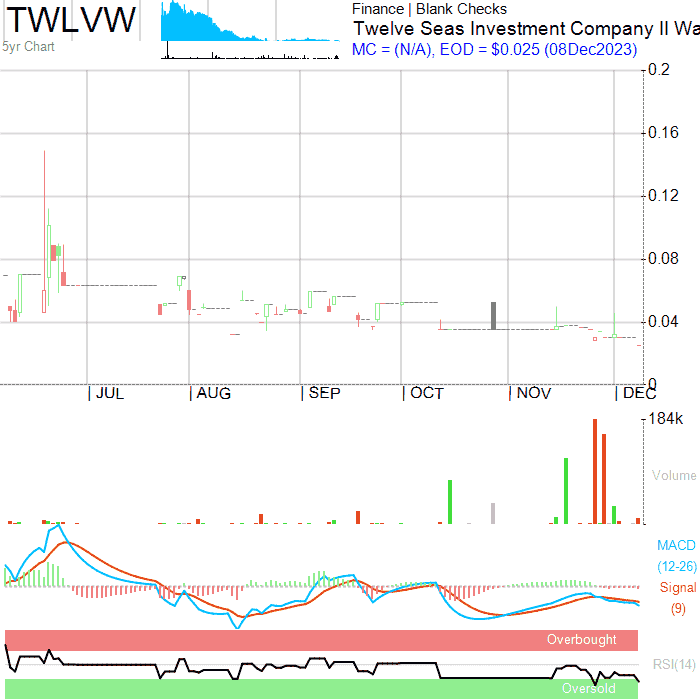 TWLVW
5yr Chart
Finance | Blank Checks
Twelve Seas Investment Company II Wa
MC = (N/A), EOD = $0.025 (08Dec2023)
0.2
0.16
0.12
0.08
0.04
0
JUL AUG SEP OCT NOV DEC
184k
Volume
MACD
(12-26)
Signal
(9)
Overbought
RSI(14)
Oversold